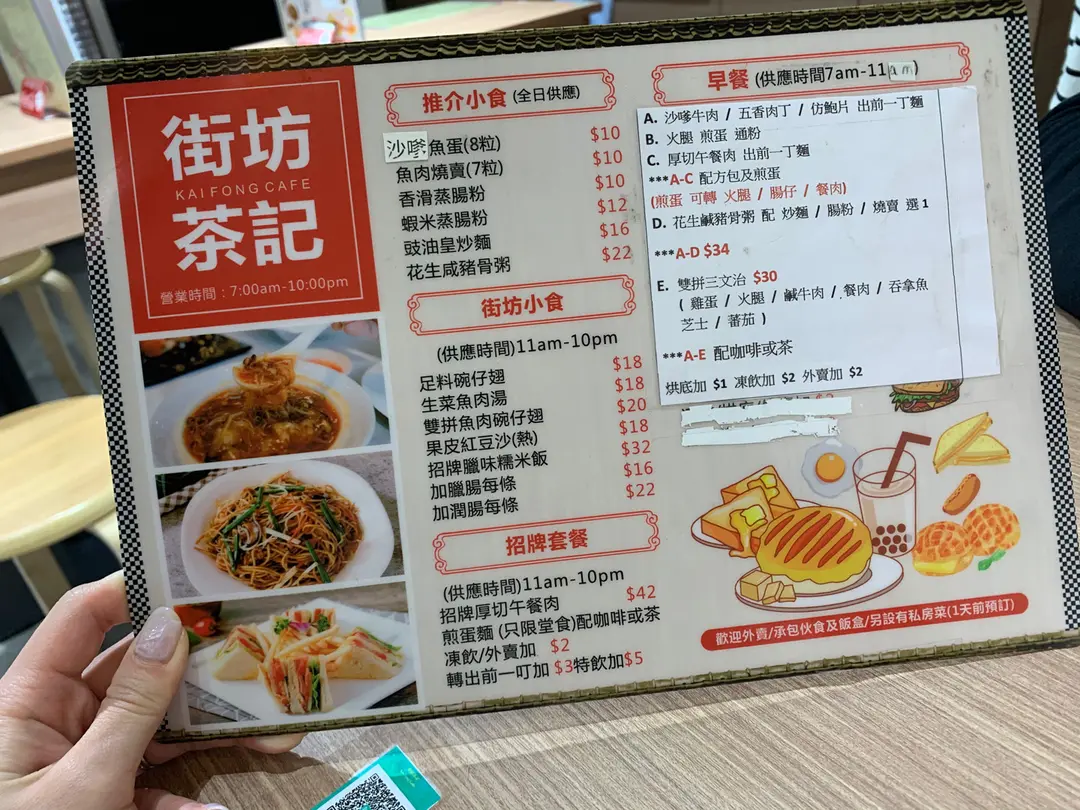 街坊
KAI FONG CAFE
茶記
營業時間：7:00am-10:00pm
推介小食 (全日供應)
沙嗲魚蛋(8粒) $10
魚肉燒賣(7粒) $10
香滑蒸腸粉 $10
蝦米蒸腸粉 $12
豉油皇炒麵 $16
花生咸豬骨粥 $22
街坊小食
(供應時間)11am-10pm
足料碗仔翅 $18
生菜魚肉湯 $18
雙拼魚肉碗仔翅 $20
果皮紅豆沙(熱) $18
招牌臘味糯米飯 $32
加臘腸每條 $16
加潤腸每條 $22
招牌套餐
(供應時間)11am-10pm
招牌厚切午餐肉 $42
煎蛋麵 (只限堂食)配咖啡或茶
凍飲/外賣加 $2
轉出前一叮加 $3特飲加$5
早餐 (供應時間7am-11am)
A. 沙嗲牛肉 / 五香肉丁 / 仿鮑片 出前一丁麵
B. 火腿 煎蛋 通粉
C. 厚切午餐肉 出前一丁麵
***A-C 配方包及煎蛋
(煎蛋 可轉 火腿 / 腸仔 / 餐肉)
D. 花生鹹豬骨粥 配 炒麵 / 腸粉 / 燒賣 選1
***A-D $34
E. 雙拼三文治 $30
( 雞蛋 / 火腿 / 鹹牛肉 / 餐肉 / 吞拿魚
芝士 / 蕃茄 )
***A-E 配咖啡或茶
烘底加 $1 凍飲加 $2 外賣加 $2
歡迎外賣/承包伙食及飯盒/另設有私房菜(1天前預訂)